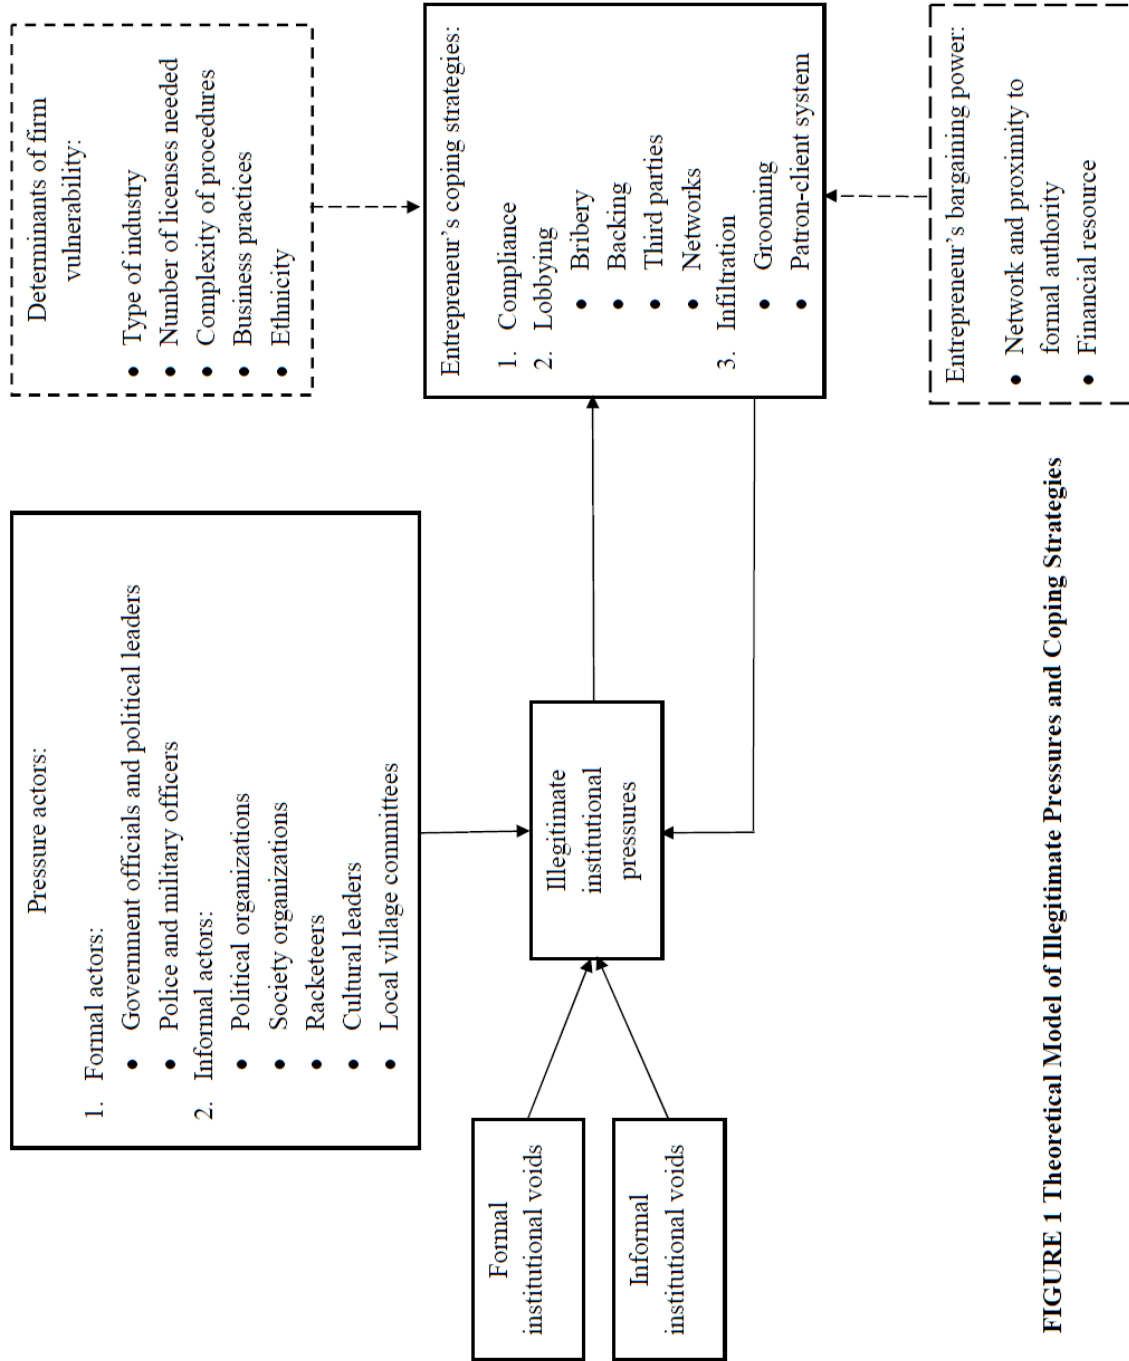 Pressure actors:
1. Formal actors:
● Government officials and political leaders
● Police and military officers
2. Informal actors:
● Political organizations
● Society organizations
● Racketeers
● Cultural leaders
● Local village committees
Determinants of firm
vulnerability:
● Type of industry
● Number of licenses needed
● Complexity of procedures
● Business practices
● Ethnicity
Formal
institutional voids
Informal
institutional voids
Illegitimate
institutional
pressures
Entrepreneur’s coping strategies:
1. Compliance
2. Lobbying
● Bribery
● Backing
● Third parties
● Networks
3. Infiltration
● Grooming
● Patron-client system
Entrepreneur’s bargaining power:
● Network and proximity to
formal authority
● Financial resource
FIGURE 1 Theoretical Model of Illegitimate Pressures and Coping Strategies